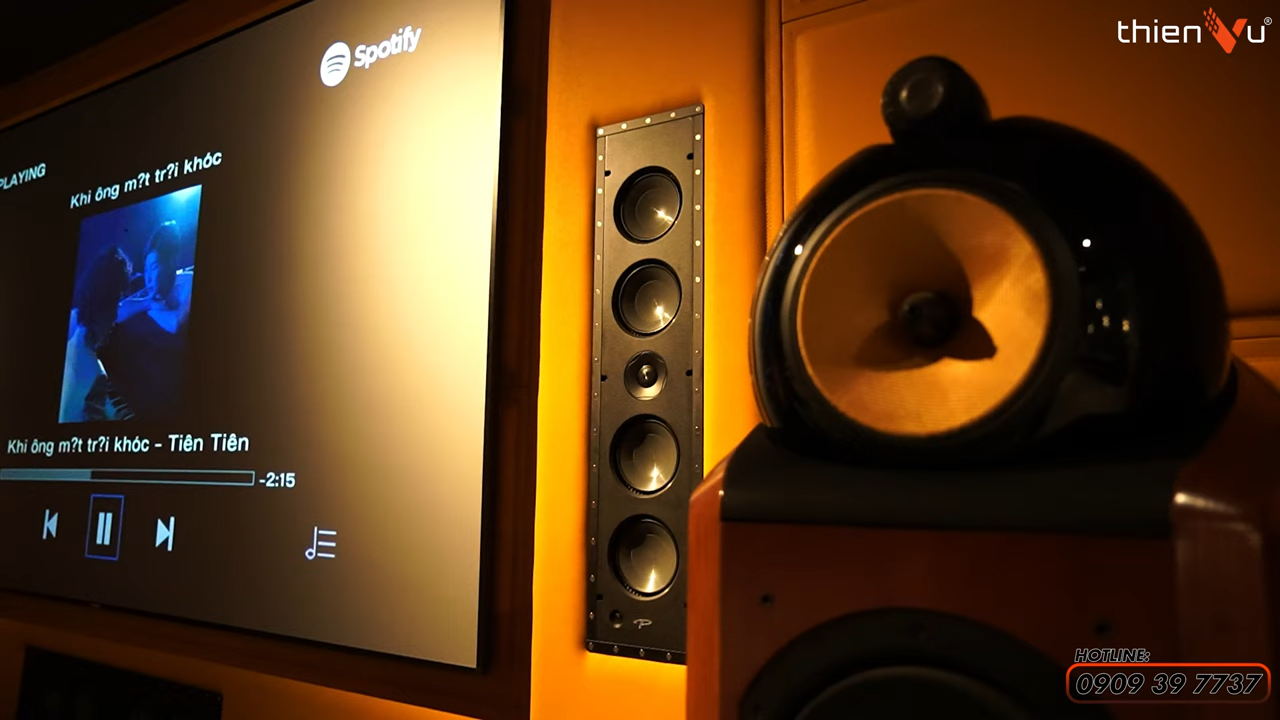 thienVu®
Spotify
PLAYING
Khi ông m?t tr?i khóc
Khi ông m?t tr?i khóc - Tiên Tiên
-2:15
P
HOTLINE:
0909 39 7737